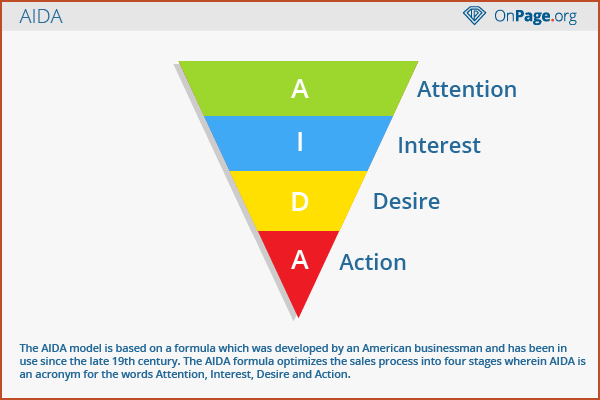 AIDA
OnPage.org
A
Attention
I
Interest
D
Desire
A
Action
The AIDA model is based on a formula which was developed by an American businessman and has been in
use since the late 19th century. The AIDA formula optimizes the sales process into four stages wherein AIDA is
an acronym for the words Attention, Interest, Desire and Action.